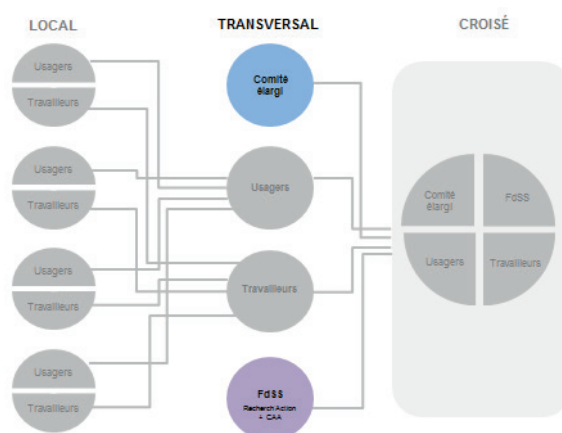 LOCAL
TRANSVERSAL
CROISÉ
Usagers
Travailleurs
Usagers
Travailleurs
Usagers
Travailleurs
Usagers
Travailleurs
Comité
élargi
Usagers
Travailleurs
FdSS
Recherch Action
+ CAA
Comité
élargi
FdSS
Usagers
Travailleurs